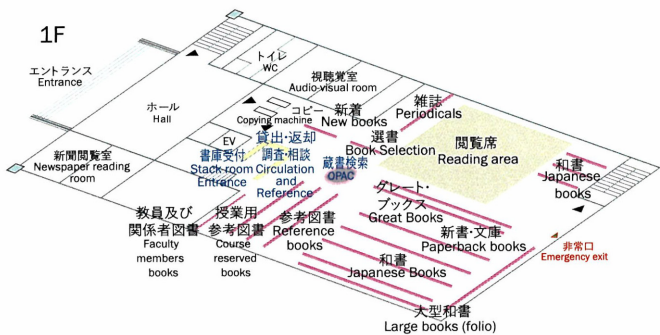 1F
エントランス
Entrance
トイレ
WC
視聴覚室
Audio-visual room
ホール
Hall
コピー
Copying machine
新着
New books
雑誌
Periodicals
新聞閲覧室
Newspaper reading
room
EV
貸出・返却
調査・相談
Circulation
and
Reference
書庫受付
Stack room
Entrance
選書
Book Selection
閲覧席
Reading area
蔵書検索
OPAC
和書
Japanese
books
グレート・
ブックス
Great Books
教員及び
関係者図書
Faculty
members
books
授業用
参考図書
Course
reserved
books
参考図書
Reference
books
新書・文庫
Paperback books
非常口
Emergency exit
和書
Japanese Books
大型和書
Large books (folio)